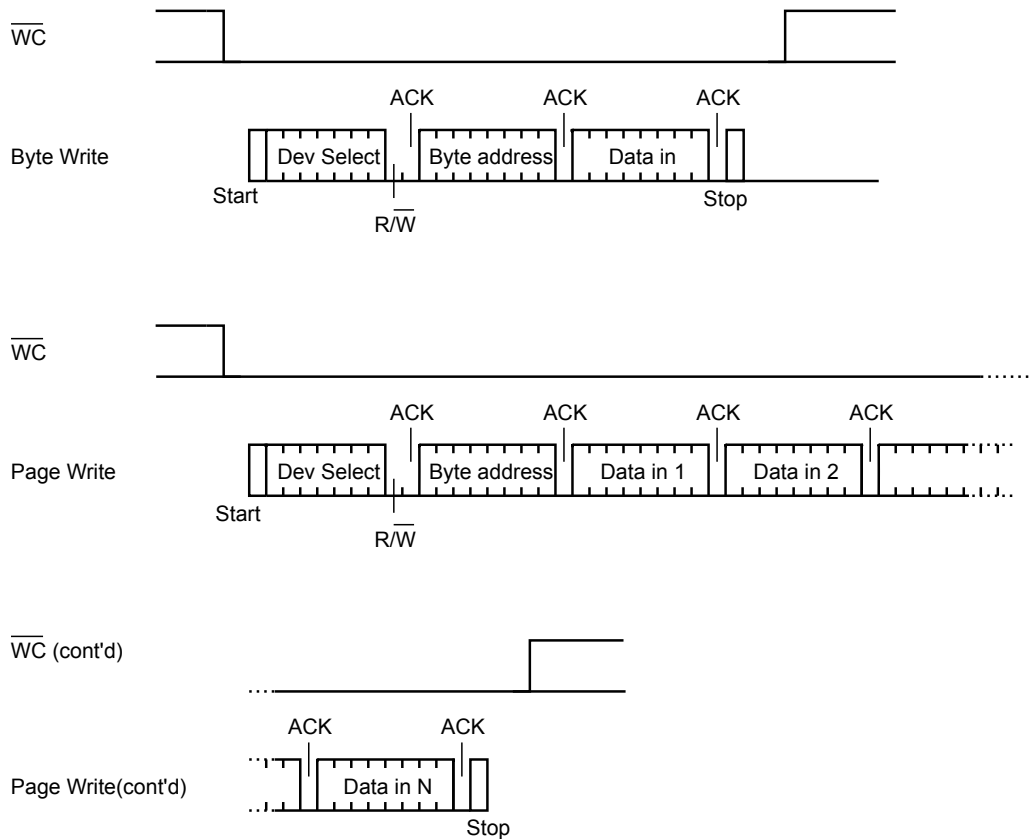 WC
ACK ACK ACK
Byte Write Dev Select Byte address Data in
Start Stop
R/W
WC
ACK ACK ACK ACK
Page Write Dev Select Byte address Data in 1 Data in 2
Start
R/W
WC (cont'd)
ACK ACK
Page Write(cont'd) Data in N
Stop